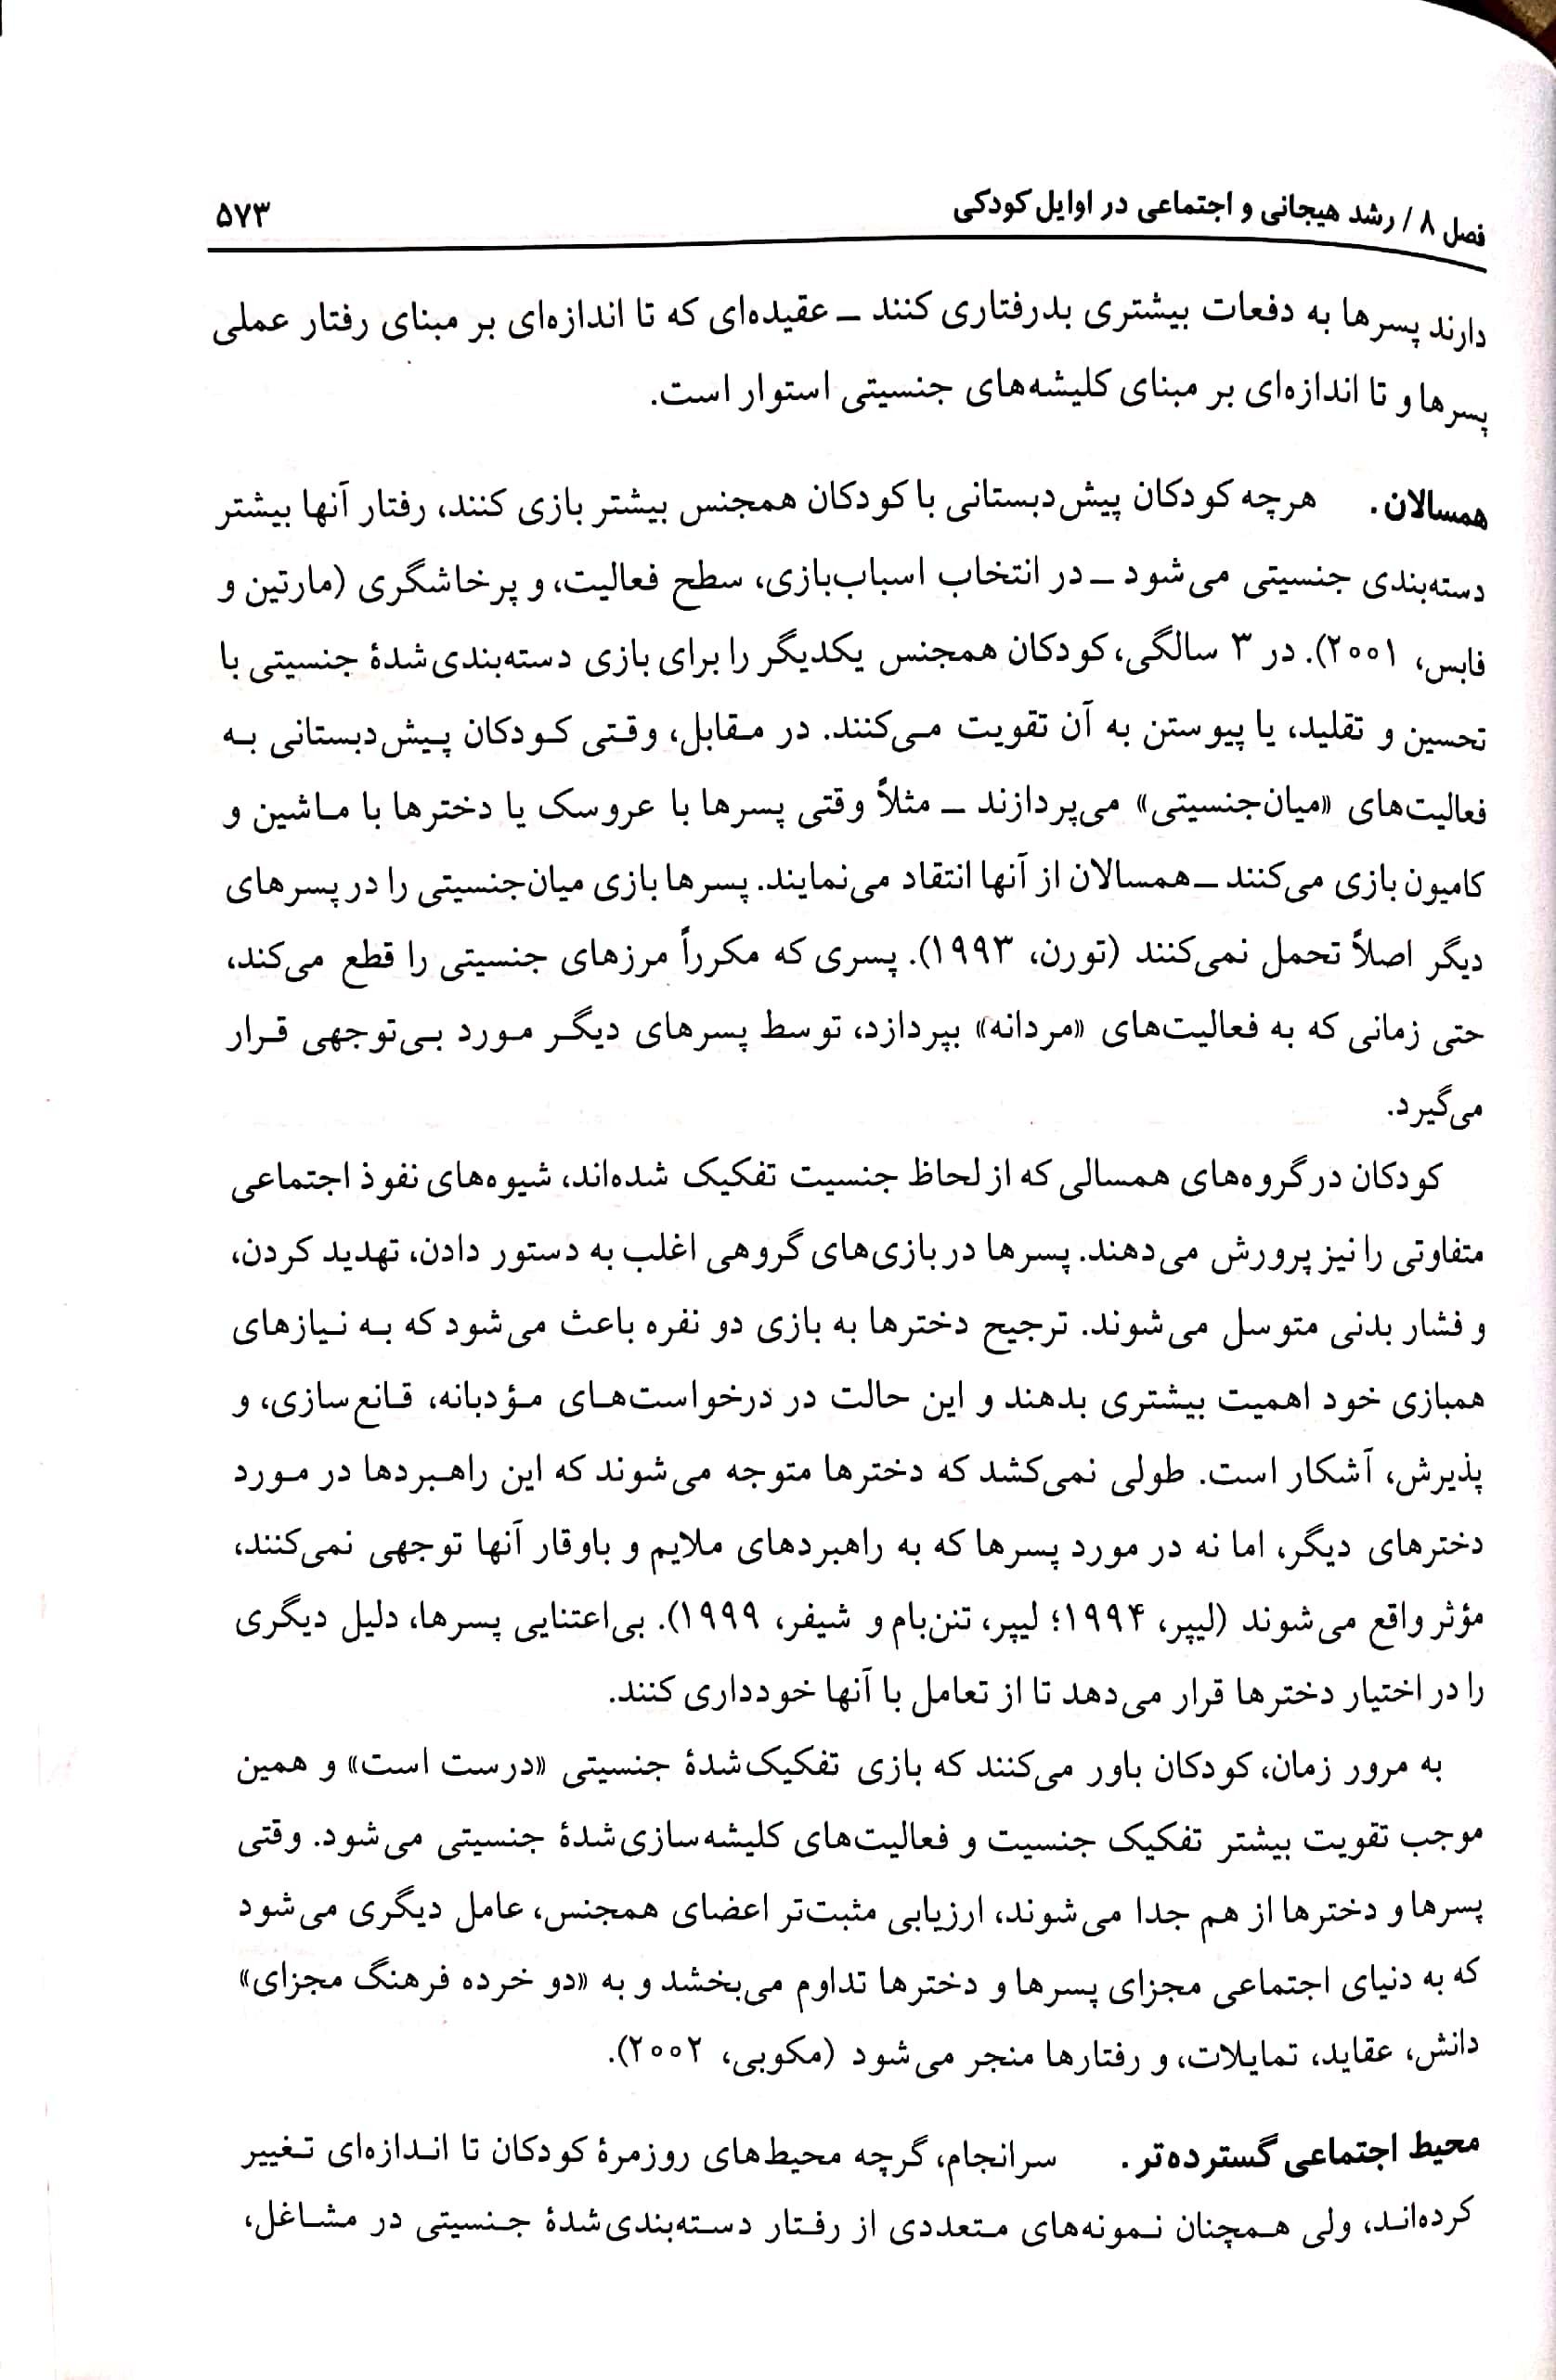 فصل ۸ / رشد هیجانی و اجتماعی در اوایل کودکی ۵۷۳
دارند پسرها به دفعات بیشتری بدرفتاری کنند ــ عقیده‌ای که تا اندازه‌ای بر مبنای رفتار عملی
پسرها و تا اندازه‌ای بر مبنای کلیشه‌های جنسیتی استوار است.
همسالان. هرچه کودکان پیش‌دبستانی با کودکان همجنس بیشتر بازی کنند، رفتار آنها بیشتر
دسته‌بندی جنسیتی می‌شود ــ در انتخاب اسباب‌بازی، سطح فعالیت، و پرخاشگری (مارتین و
فابس، ۲۰۰۱). در ۳ سالگی، کودکان همجنس یکدیگر را برای بازی دسته‌بندی‌شدهٔ جنسیتی با
تحسین و تقلید، یا پیوستن به آن تقویت می‌کنند. در مقابل، وقتی کودکان پیش‌دبستانی به
فعالیت‌های «میان‌جنسیتی» می‌پردازند ــ مثلاً وقتی پسرها با عروسک یا دخترها با ماشین و
کامیون بازی می‌کنند ــ همسالان از آنها انتقاد می‌نمایند. پسرها بازی میان‌جنسیتی را در پسرهای
دیگر اصلاً تحمل نمی‌کنند (تورن، ۱۹۹۳). پسری که مکرراً مرزهای جنسیتی را قطع می‌کند،
حتی زمانی که به فعالیت‌های «مردانه» بپردازد، توسط پسرهای دیگر مورد بی‌توجهی قرار
می‌گیرد.
کودکان در گروه‌های همسالی که از لحاظ جنسیت تفکیک شده‌اند، شیوه‌های نفوذ اجتماعی
متفاوتی را نیز پرورش می‌دهند. پسرها در بازی‌های گروهی اغلب به دستور دادن، تهدید کردن،
و فشار بدنی متوسل می‌شوند. ترجیح دخترها به بازی دو نفره باعث می‌شود که به نیازهای
همبازی خود اهمیت بیشتری بدهند و این حالت در درخواست‌های مؤدبانه، قانع‌سازی، و
پذیرش، آشکار است. طولی نمی‌کشد که دخترها متوجه می‌شوند که این راهبردها در مورد
دخترهای دیگر، اما نه در مورد پسرها که به راهبردهای ملایم و باوقار آنها توجهی نمی‌کنند،
مؤثر واقع می‌شوند (لیپر، ۱۹۹۴؛ لیپر، تنن‌بام و شیفر، ۱۹۹۹). بی‌اعتنایی پسرها، دلیل دیگری
را در اختیار دخترها قرار می‌دهد تا از تعامل با آنها خودداری کنند.
به مرور زمان، کودکان باور می‌کنند که بازی تفکیک‌شدهٔ جنسیتی «درست است» و همین
موجب تقویت بیشتر تفکیک جنسیت و فعالیت‌های کلیشه‌سازی‌شدهٔ جنسیتی می‌شود. وقتی
پسرها و دخترها از هم جدا می‌شوند، ارزیابی مثبت‌تر اعضای همجنس، عامل دیگری می‌شود
که به دنیای اجتماعی مجزای پسرها و دخترها تداوم می‌بخشد و به «دو خرده فرهنگ مجزای»
دانش، عقاید، تمایلات، و رفتارها منجر می‌شود (مکوبی، ۲۰۰۲).
محیط اجتماعی گسترده‌تر. سرانجام، گرچه محیط‌های روزمرهٔ کودکان تا اندازه‌ای تغییر
کرده‌اند، ولی همچنان نمونه‌های متعددی از رفتار دسته‌بندی‌شدهٔ جنسیتی در مشاغل،